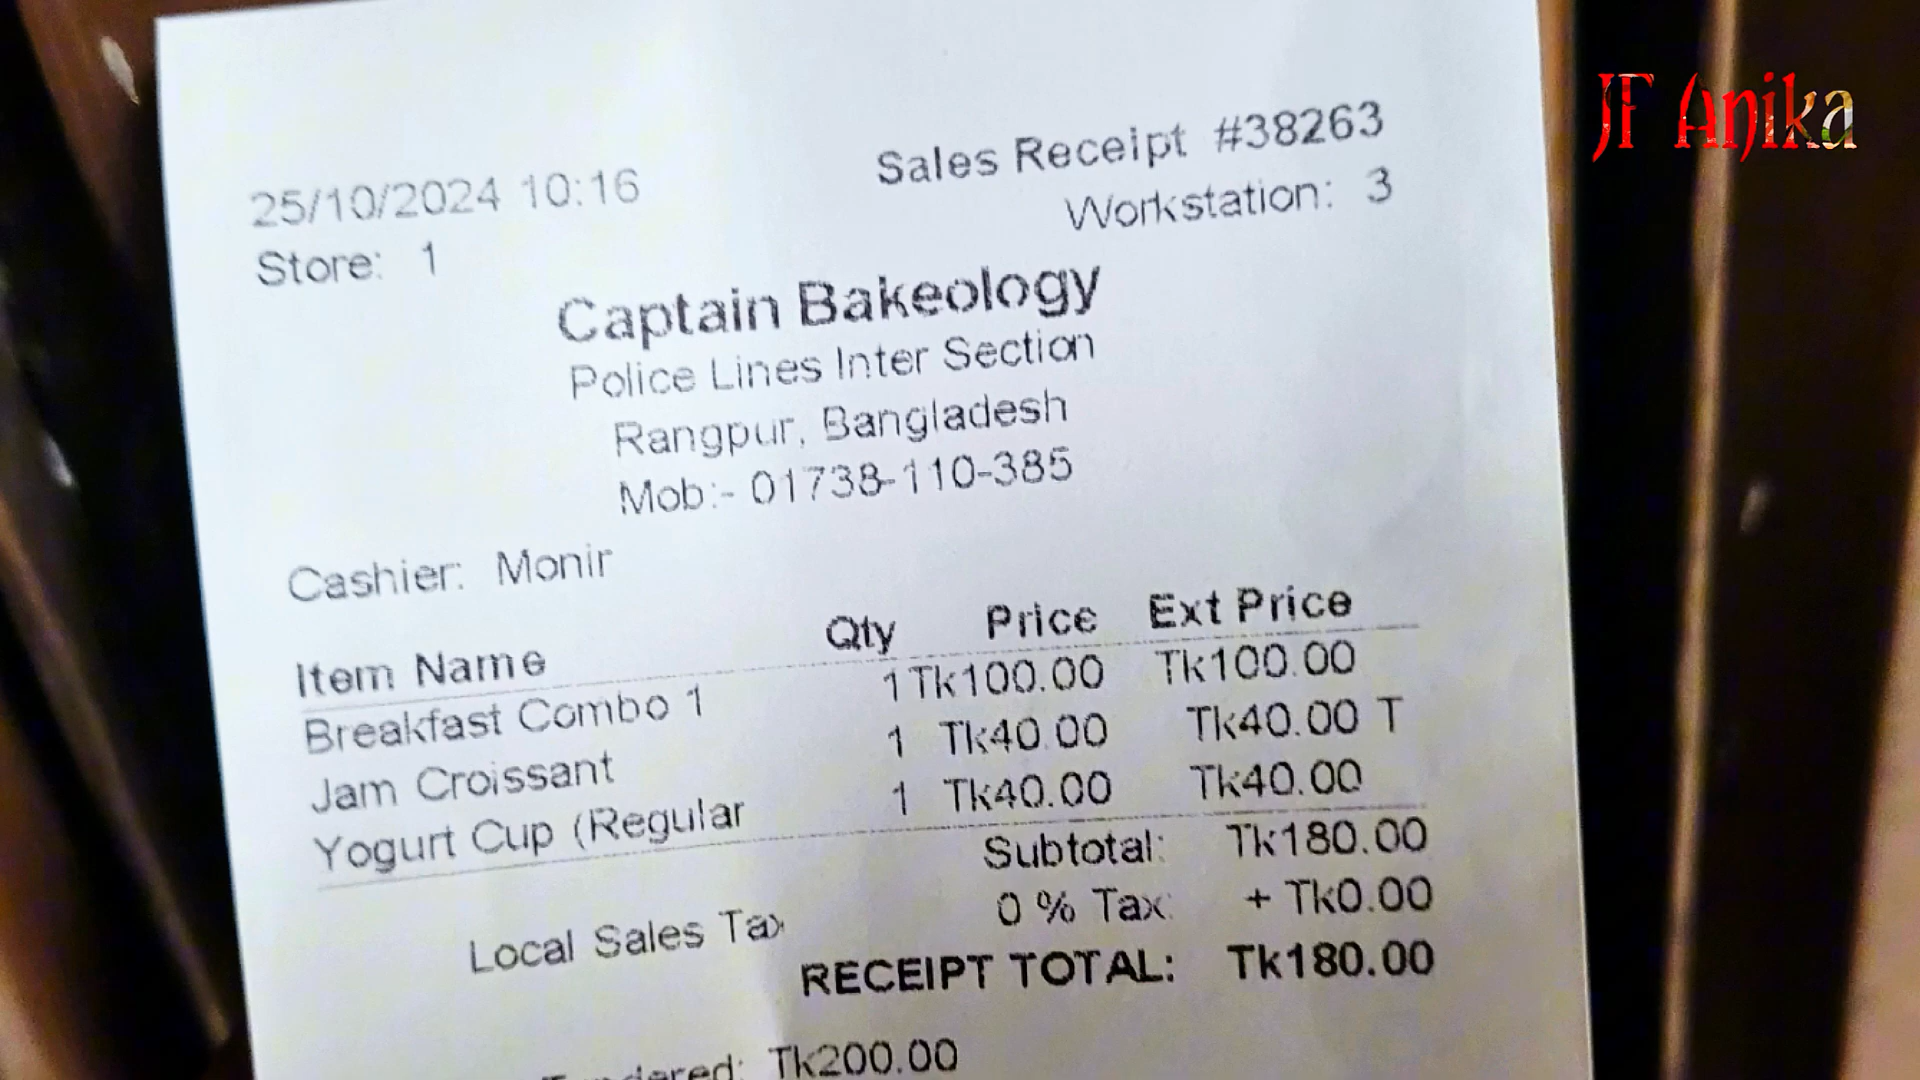 JF Anika
Sales Receipt #38263
25/10/2024 10:16
Workstation: 3
Store: 1
Captain Bakeology
Police Lines Inter Section
Rangpur, Bangladesh
Mob:- 01738-110-385
Cashier: Monir
Item Name Qty Price Ext Price
Breakfast Combo 1 1 Tk100.00 Tk100.00
Jam Croissant 1 Tk40.00 Tk40.00 T
Yogurt Cup (Regular 1 Tk40.00 Tk40.00
Subtotal: Tk180.00
Local Sales Tax 0 % Tax: + Tk0.00
RECEIPT TOTAL: Tk180.00
Tk200.00